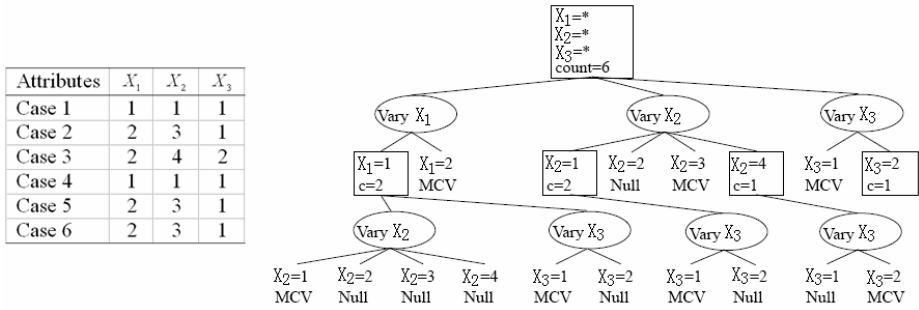 Attributes X₁ X₂ X₃
Case 1 1 1 1
Case 2 2 3 1
Case 3 2 4 2
Case 4 1 1 1
Case 5 2 3 1
Case 6 2 3 1
X₁=*
X₂=*
X₃=*
count=6
Vary X₁ Vary X₂ Vary X₃
X₁=1 X₁=2 X₂=1 X₂=2 X₂=3 X₂=4 X₃=1 X₃=2
c=2 MCV c=2 Null MCV c=1 MCV c=1
Vary X₂ Vary X₃ Vary X₃ Vary X₃
X₂=1 X₂=2 X₂=3 X₂=4 X₃=1 X₃=2 X₃=1 X₃=2 X₃=1 X₃=2
MCV Null Null Null MCV Null MCV Null Null MCV